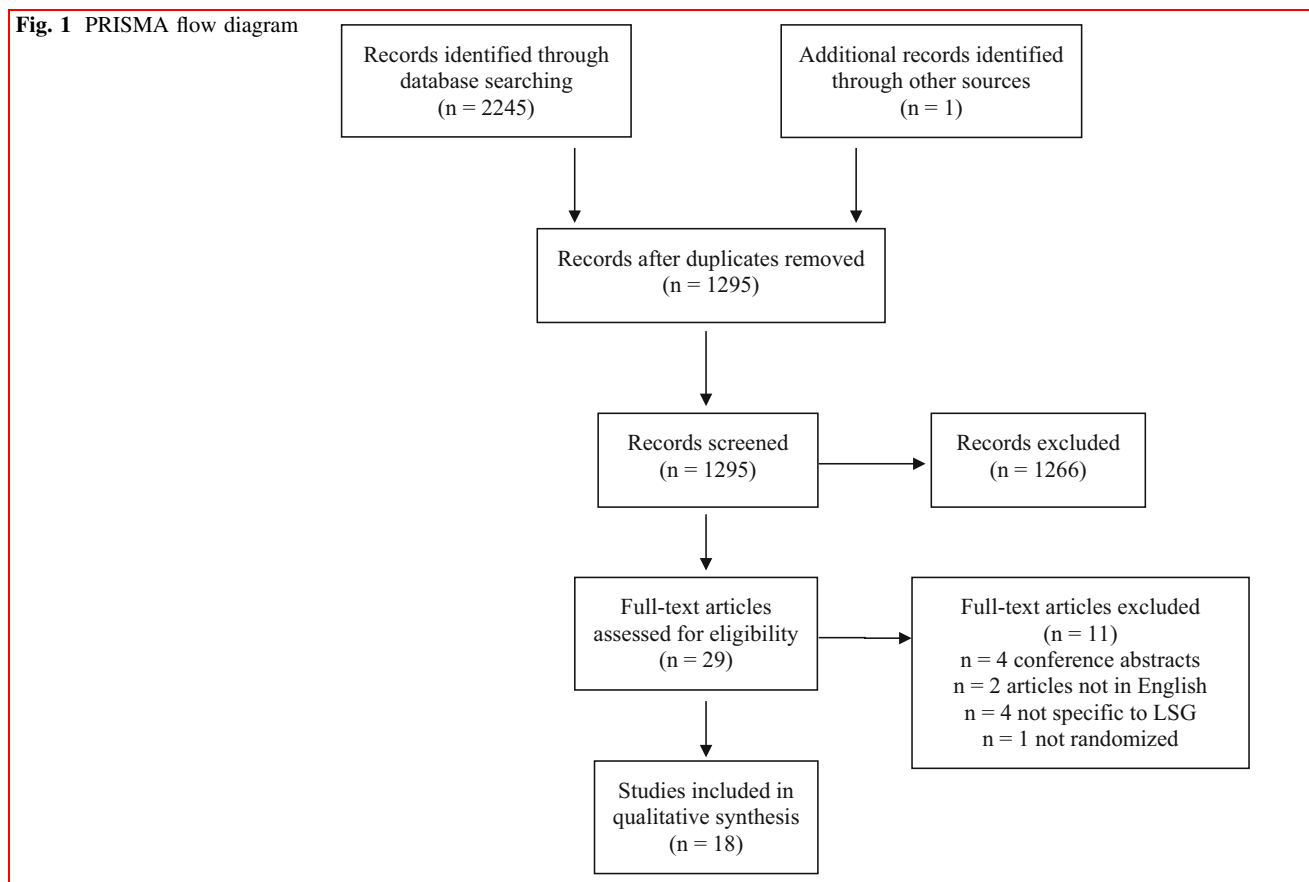 Fig. 1 PRISMA flow diagram
Records identified through
database searching
(n = 2245)
Additional records identified
through other sources
(n = 1)
Records after duplicates removed
(n = 1295)
Records screened
(n = 1295)
Records excluded
(n = 1266)
Full-text articles
assessed for eligibility
(n = 29)
Full-text articles excluded
(n = 11)
n = 4 conference abstracts
n = 2 articles not in English
n = 4 not specific to LSG
n = 1 not randomized
Studies included in
qualitative synthesis
(n = 18)